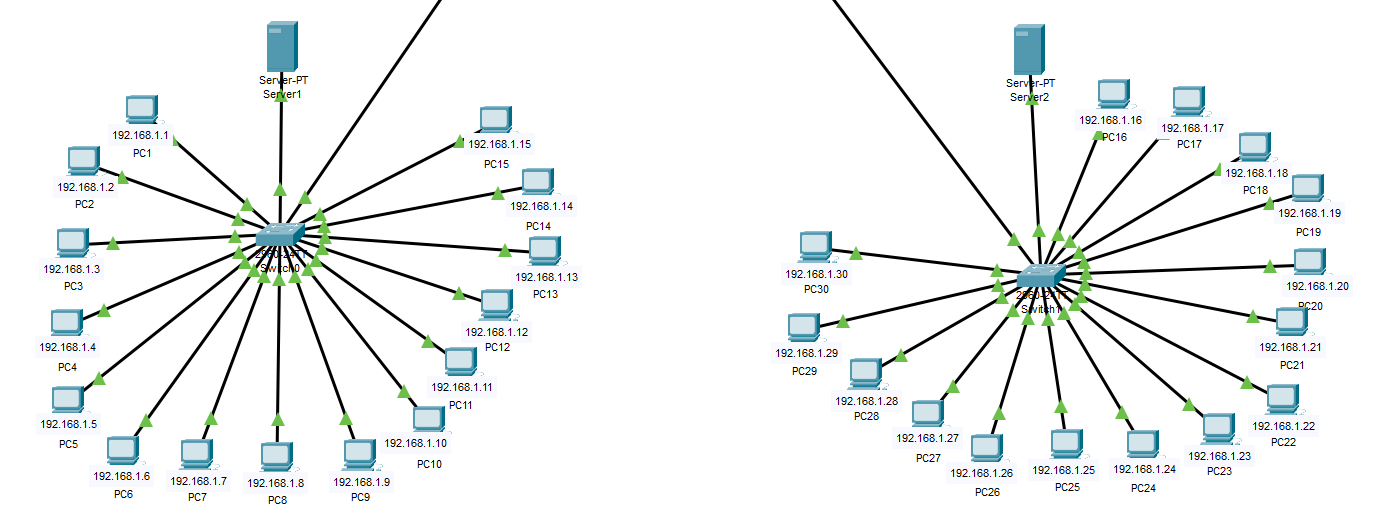 Server-PT
Server1
192.168.1.1
PC1
192.168.1.2
PC2
192.168.1.3
PC3
192.168.1.4
PC4
192.168.1.5
PC5
192.168.1.6
PC6
192.168.1.7
PC7
192.168.1.8
PC8
192.168.1.9
PC9
192.168.1.10
PC10
192.168.1.11
PC11
192.168.1.12
PC12
192.168.1.13
PC13
192.168.1.14
PC14
192.168.1.15
PC15
2960-24TT
Switch0
Server-PT
Server2
192.168.1.16
PC16
192.168.1.17
PC17
192.168.1.18
PC18
192.168.1.19
PC19
192.168.1.20
PC20
192.168.1.21
PC21
192.168.1.22
PC22
192.168.1.23
PC23
192.168.1.24
PC24
192.168.1.25
PC25
192.168.1.26
PC26
192.168.1.27
PC27
192.168.1.28
PC28
192.168.1.29
PC29
192.168.1.30
PC30
2960-24TT
Switch1